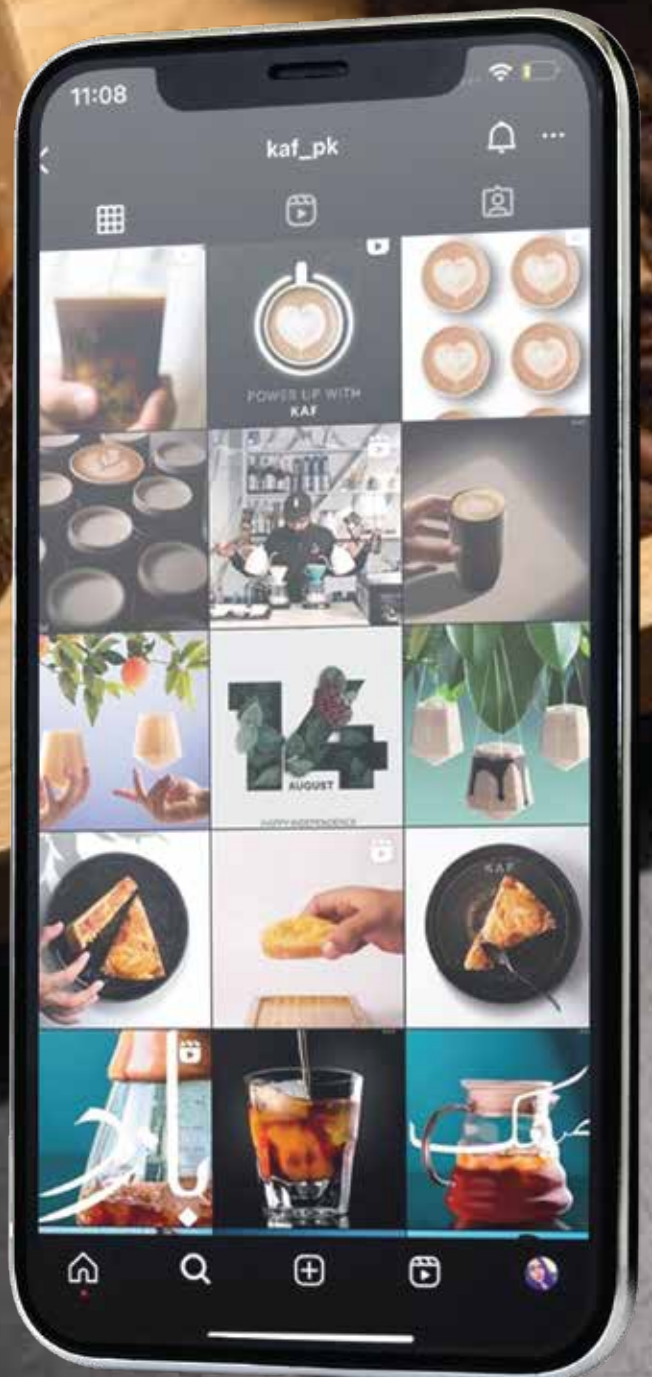 11:08
kaf_pk
POWER UP WITH
KAF
14
AUGUST
HAPPY INDEPENDENCE
KAF